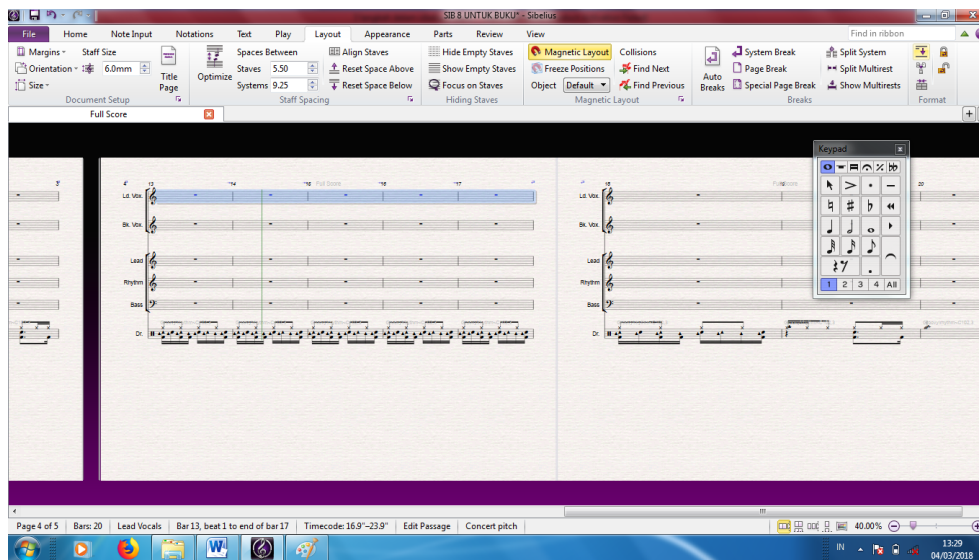 SIB 8 UNTUK BUKU* - Sibelius
File Home Note Input Notations Text Play Layout Appearance Parts Review View Find in ribbon
Margins Staff Size Spaces Between Align Staves Hide Empty Staves Magnetic Layout Collisions System Break Split System
Orientation 6.0mm Staves 5.50 Reset Space Above Show Empty Staves Freeze Positions Find Next Page Break Split Multirest
Size Title Page Optimize Systems 9.25 Reset Space Below Focus on Staves Object Default Find Previous Auto Breaks Special Page Break Show Multirests
Document Setup Staff Spacing Hiding Staves Magnetic Layout Breaks Format
Full Score
Keypad
13 Full Score 20
Ld. Vox. Ld. Vox.
Bk. Vox. Bk. Vox.
Lead Lead
Rhythm Rhythm
Bass Bass
Dr. Dr.
1 2 3 4 All
Page 4 of 5 Bars: 20 Lead Vocals Bar 13, beat 1 to end of bar 17 Timecode: 16.9"–23.9" Edit Passage Concert pitch 40.00%
IN 13:29
04/03/2018